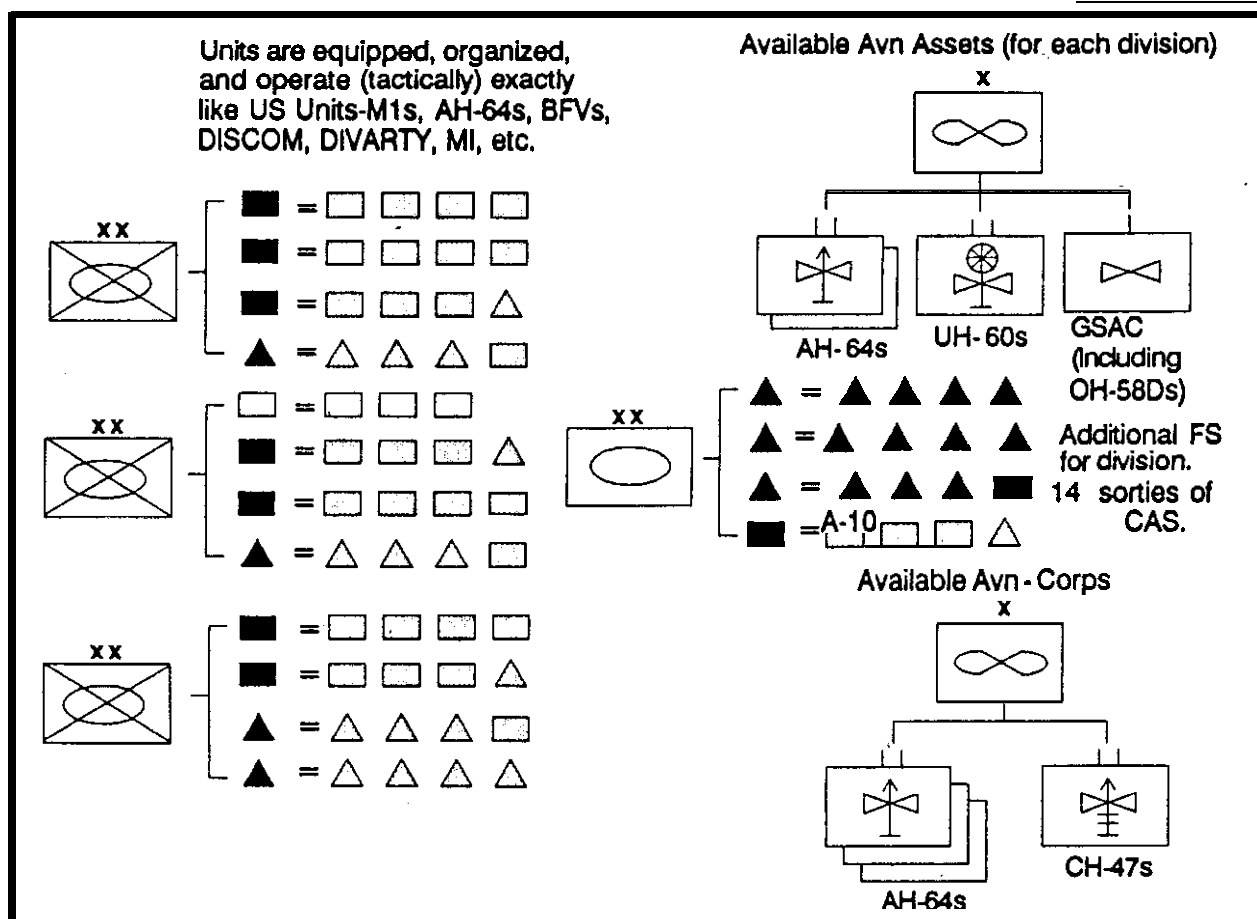 Units are equipped, organized,
and operate (tactically) exactly
like US Units-M1s, AH-64s, BFVs,
DISCOM, DIVARTY, MI, etc.
XX
=
=
=
=
XX
=
=
=
=
XX
=
=
=
=
Available Avn Assets (for each division)
X
AH-64s
UH-60s
GSAC
(Including
OH-58Ds)
XX
=
=
=
=
A-10
Additional FS
for division.
14 sorties of
CAS.
Available Avn - Corps
X
AH-64s
CH-47s